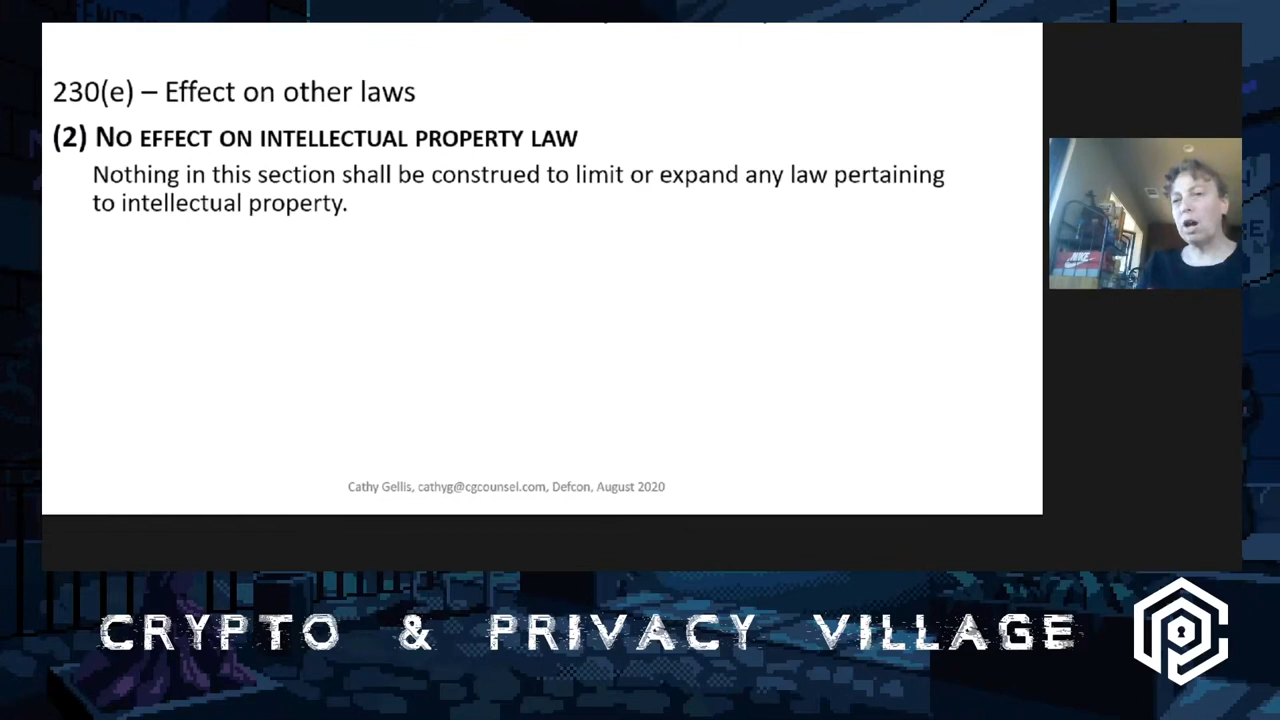 230(e) – Effect on other laws
(2) NO EFFECT ON INTELLECTUAL PROPERTY LAW
Nothing in this section shall be construed to limit or expand any law pertaining
to intellectual property.
Cathy Gellis, cathyg@cgcounsel.com, Defcon, August 2020
NIKE
CRYPTO & PRIVACY VILLAGE